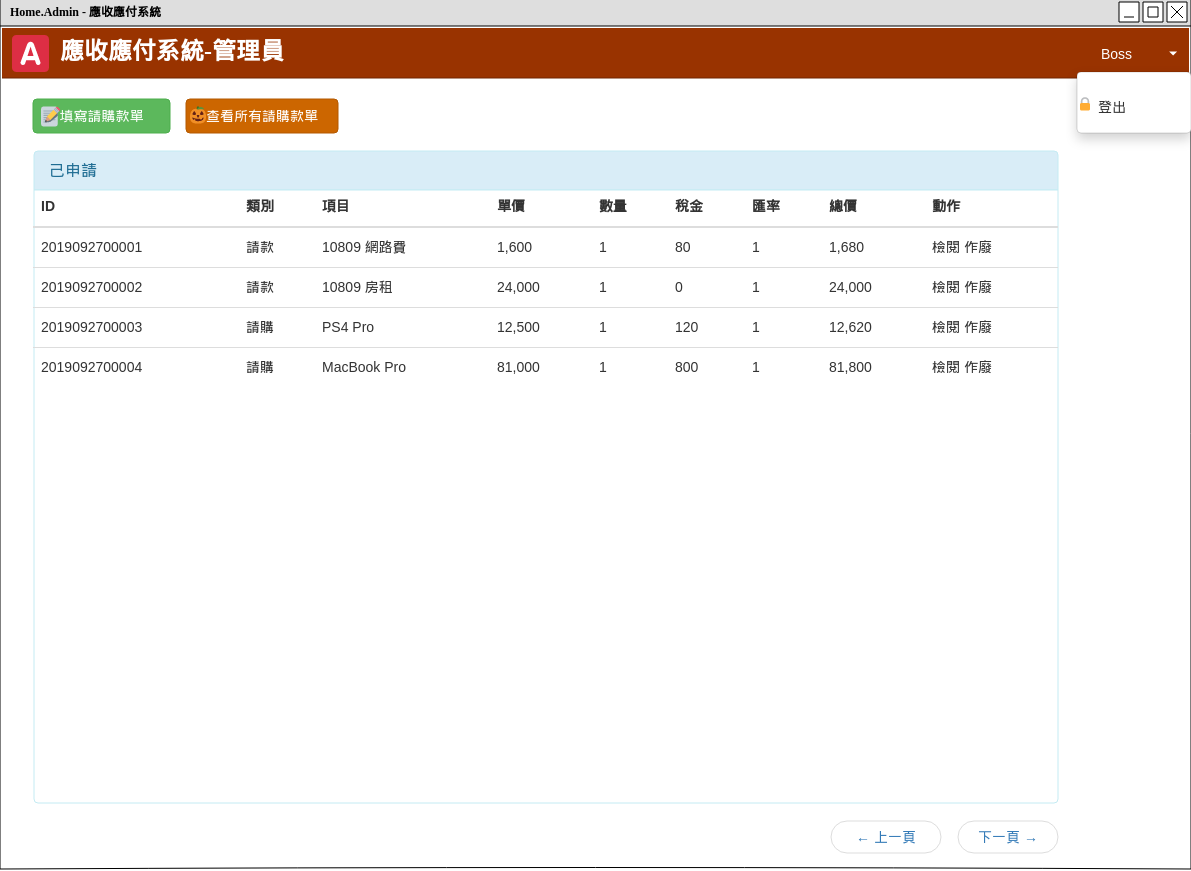 Home.Admin - 應收應付系統
A 應收應付系統-管理員
Boss
登出
填寫請購款單 查看所有請購款單
己申請
ID 類別 項目 單價 數量 稅金 匯率 總價 動作
2019092700001 請款 10809 網路費 1,600 1 80 1 1,680 檢閱 作廢
2019092700002 請款 10809 房租 24,000 1 0 1 24,000 檢閱 作廢
2019092700003 請購 PS4 Pro 12,500 1 120 1 12,620 檢閱 作廢
2019092700004 請購 MacBook Pro 81,000 1 800 1 81,800 檢閱 作廢
← 上一頁 下一頁 →